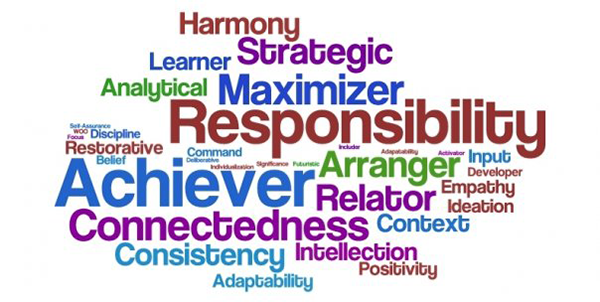 Harmony
Learner Strategic
Analytical Maximizer
Responsibility
Self-Assurance
WOO
Focus Discipline
Restorative
Belief Command
Deliberative
Individualization Significance Futuristic
Includer Adapatability Activator
Arranger Input
Developer
Achiever Relator Empathy
Ideation
Connectedness Context
Consistency Intellection
Positivity
Adaptability